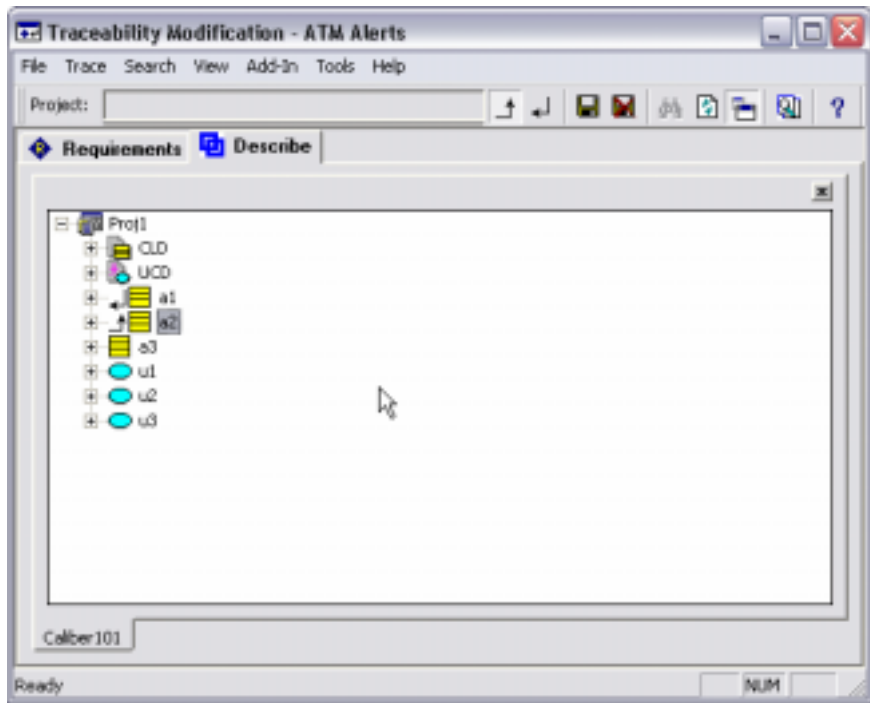 Traceability Modification - ATM Alerts
File Trace Search View Add-In Tools Help
Project:
?
Requirements Describe
Proj1
CLD
UCD
a1
a2
a3
u1
u2
u3
Caliber101
Ready NUM